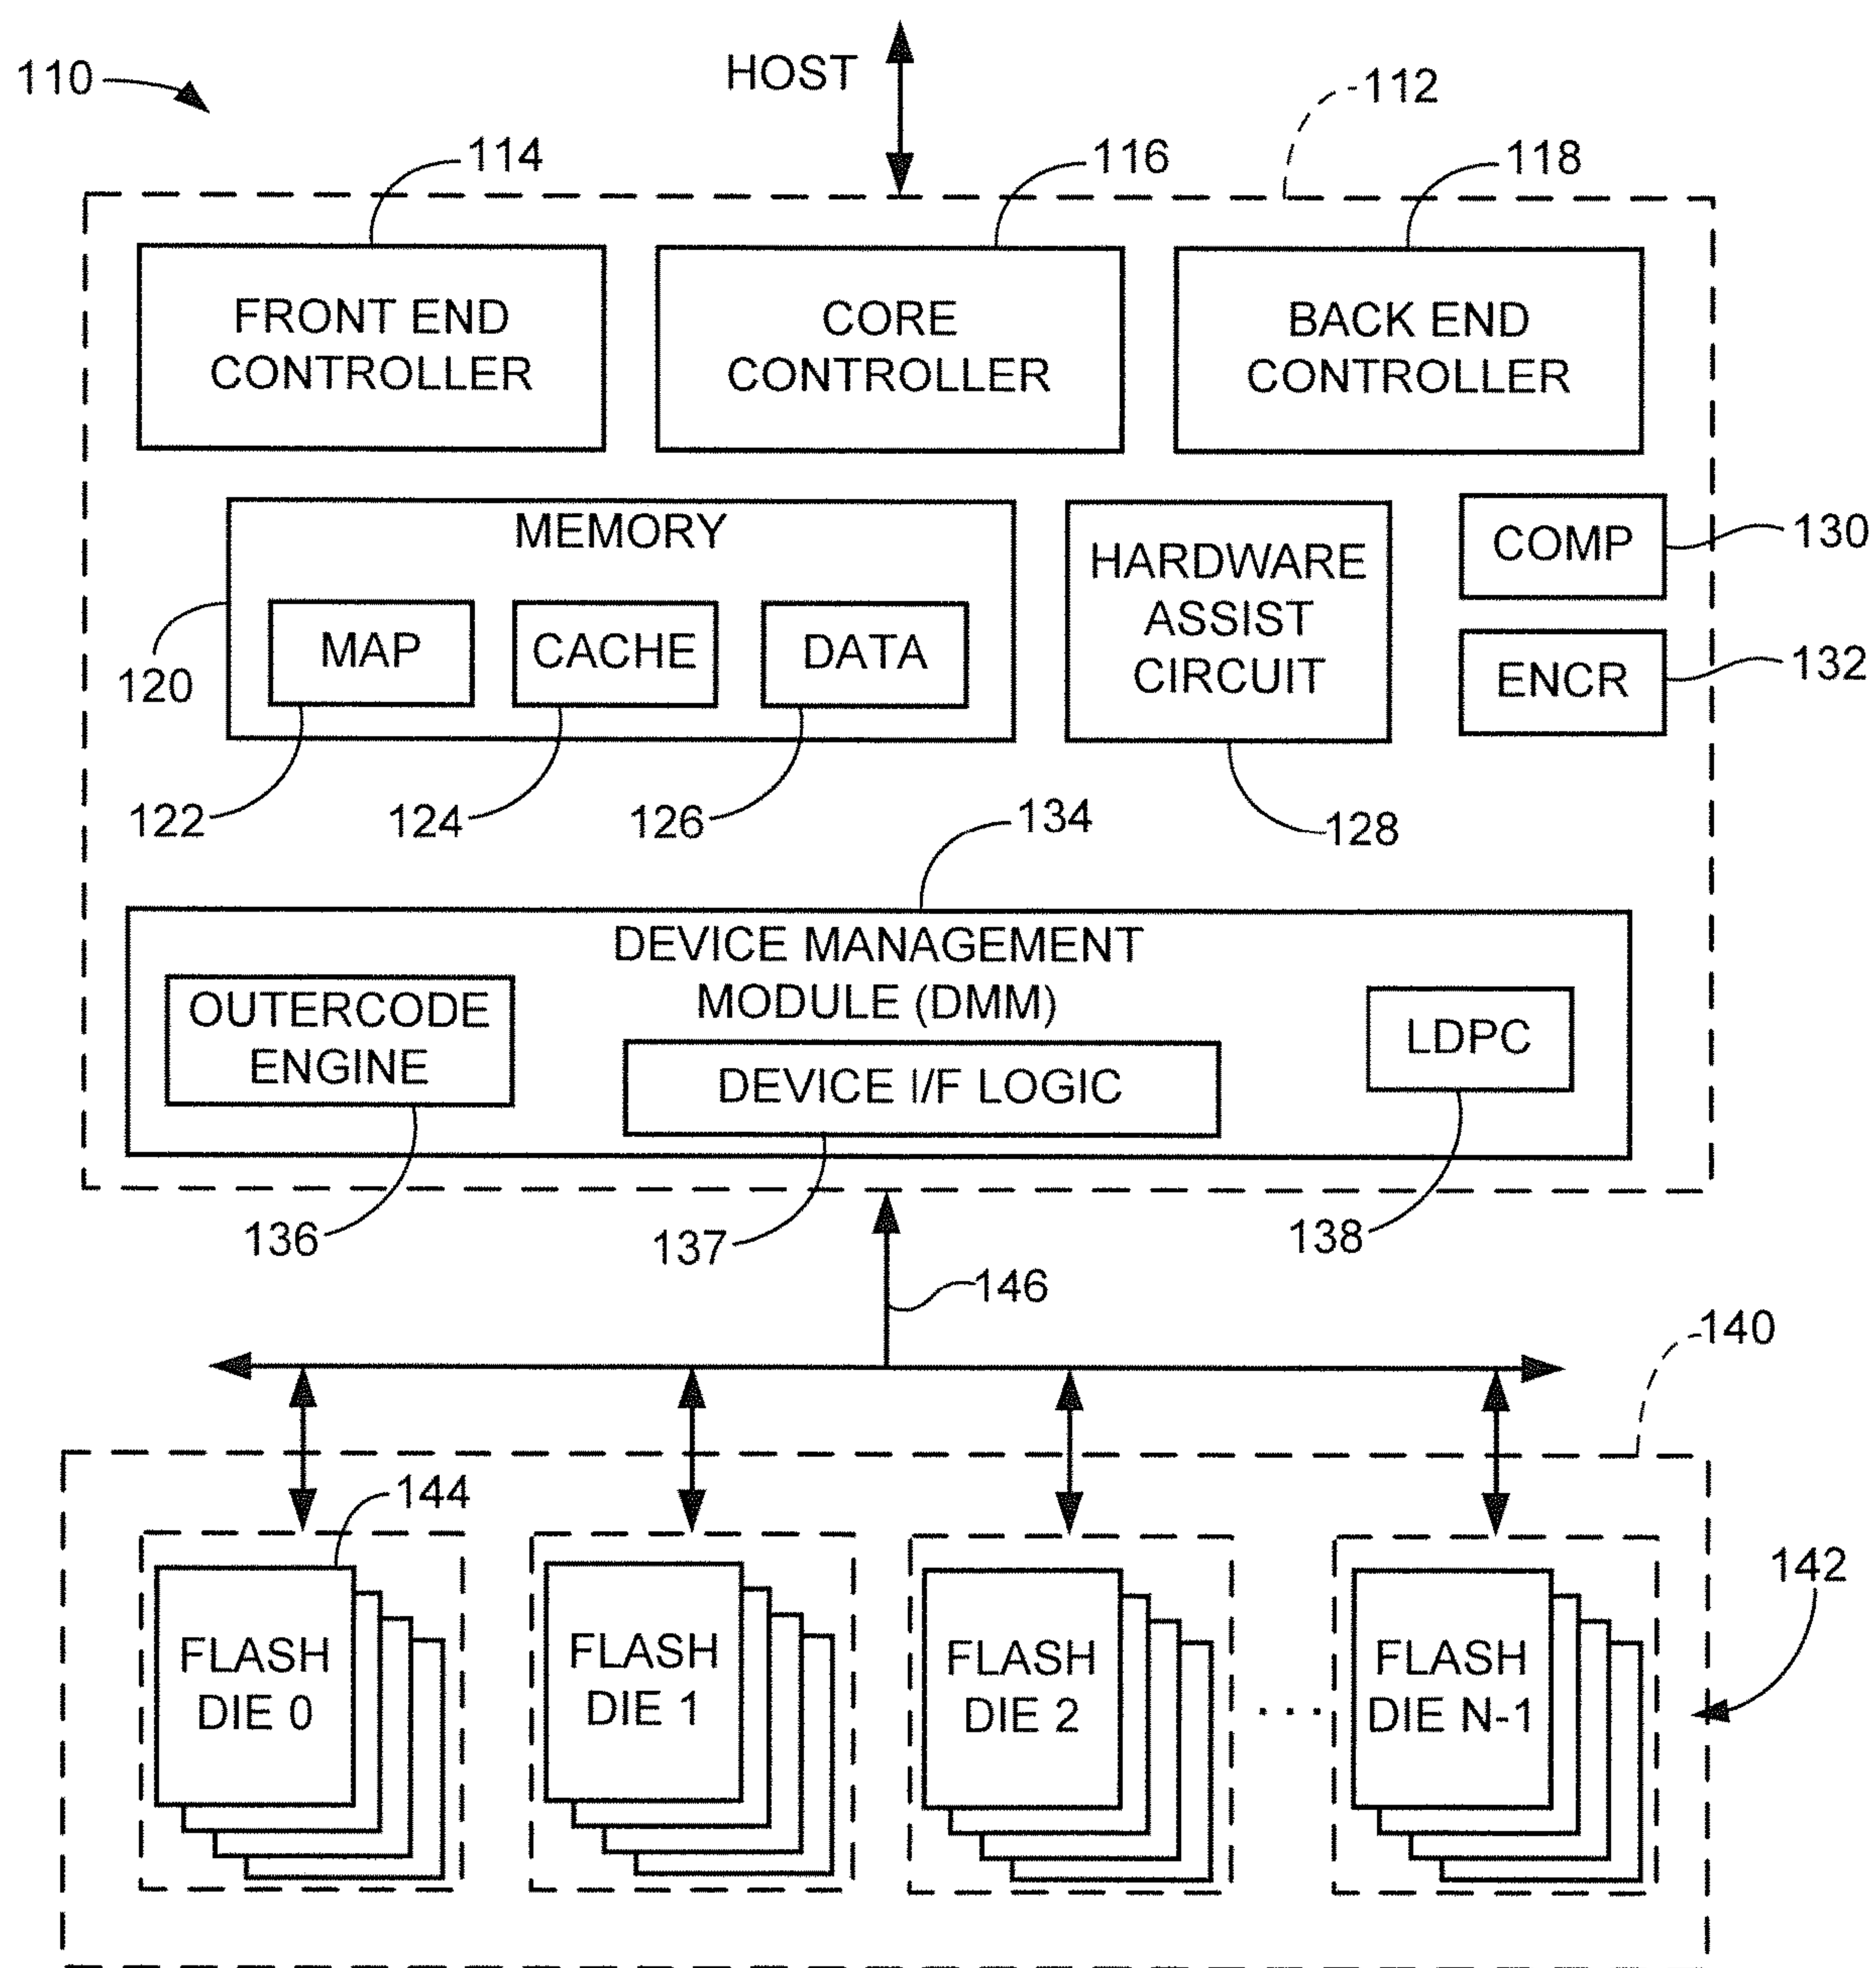 110
HOST
112
114
116
118
FRONT END
CONTROLLER
CORE
CONTROLLER
BACK END
CONTROLLER
MEMORY
MAP
CACHE
DATA
HARDWARE
ASSIST
CIRCUIT
COMP
130
ENCR
132
120
122
124
126
128
134
DEVICE MANAGEMENT
MODULE (DMM)
OUTERCODE
ENGINE
DEVICE I/F LOGIC
LDPC
136
137
138
146
140
144
142
FLASH
DIE 0
FLASH
DIE 1
FLASH
DIE 2
...
FLASH
DIE N-1